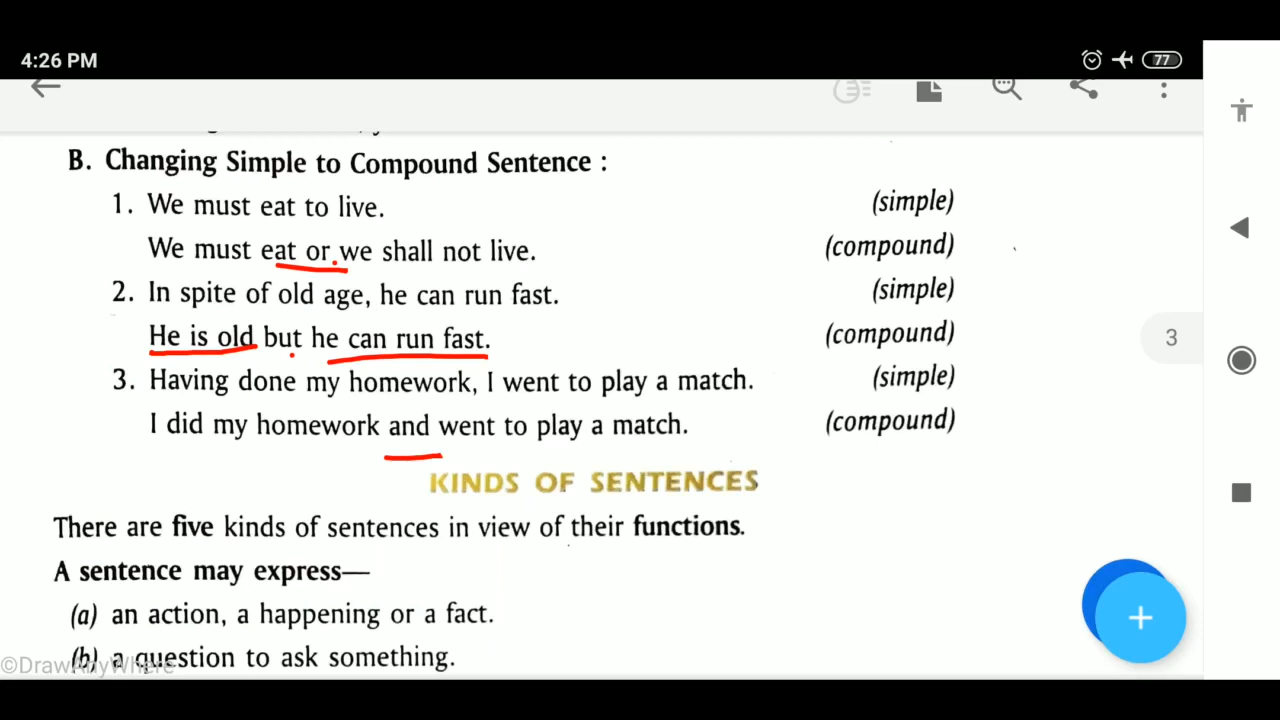 4:26 PM
77
B. Changing Simple to Compound Sentence :
1. We must eat to live. (simple)
We must eat or we shall not live. (compound)
2. In spite of old age, he can run fast. (simple)
He is old but he can run fast. (compound)
3. Having done my homework, I went to play a match. (simple)
3
I did my homework and went to play a match. (compound)
KINDS OF SENTENCES
There are five kinds of sentences in view of their functions.
A sentence may express—
(a) an action, a happening or a fact.
(b) a question to ask something.
©DrawAnyWhere